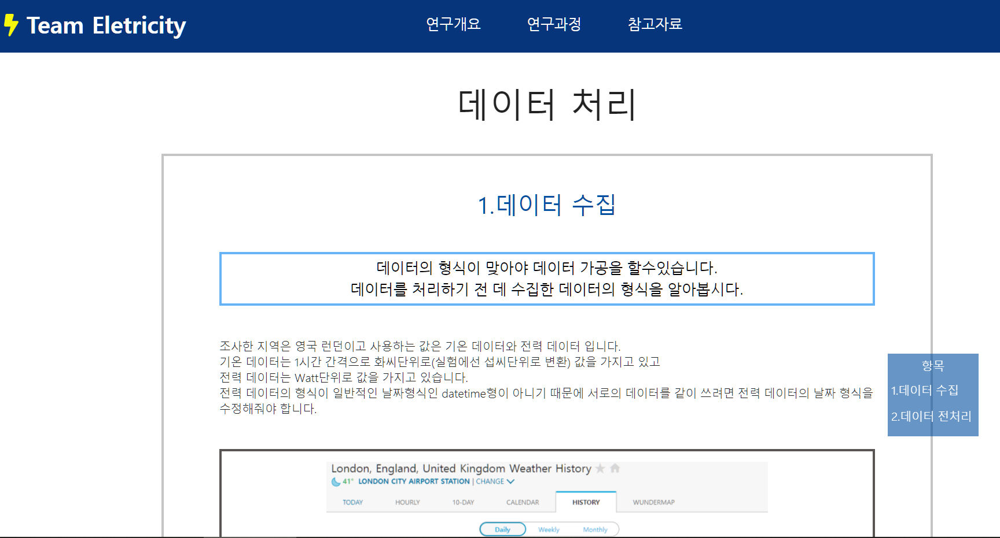 Team Eletricity
연구개요 연구과정 참고자료
데이터 처리
1.데이터 수집
데이터의 형식이 맞아야 데이터 가공을 할수있습니다.
데이터를 처리하기 전 데 수집한 데이터의 형식을 알아봅시다.
조사한 지역은 영국 런던이고 사용하는 값은 기온 데이터와 전력 데이터 입니다.
기온 데이터는 1시간 간격으로 화씨단위로(실험에선 섭씨단위로 변환) 값을 가지고 있고
전력 데이터는 Watt단위로 값을 가지고 있습니다.
전력 데이터의 형식이 일반적인 날짜형식인 datetime형이 아니기 때문에 서로의 데이터를 같이 쓰려면 전력 데이터의 날짜 형식을
수정해줘야 합니다.
항목
1.데이터 수집
2.데이터 전처리
London, England, United Kingdom Weather History
41° LONDON CITY AIRPORT STATION | CHANGE
TODAY HOURLY 10-DAY CALENDAR HISTORY WUNDERMAP
Daily Weekly Monthly